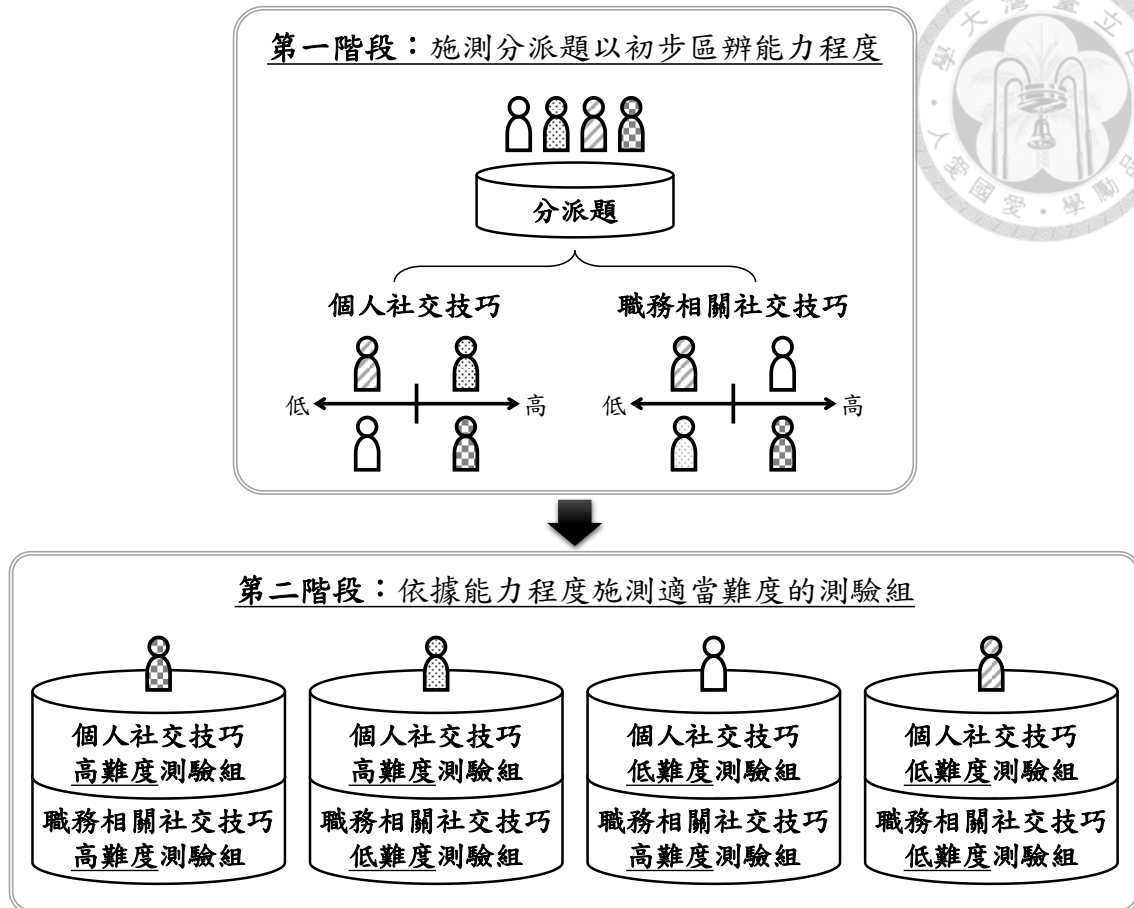 第一階段：施測分派題以初步區辨能力程度
分派題
個人社交技巧
職務相關社交技巧
低
高
低
高
第二階段：依據能力程度施測適當難度的測驗組
個人社交技巧
高難度測驗組
職務相關社交技巧
高難度測驗組
個人社交技巧
高難度測驗組
職務相關社交技巧
低難度測驗組
個人社交技巧
低難度測驗組
職務相關社交技巧
高難度測驗組
個人社交技巧
低難度測驗組
職務相關社交技巧
低難度測驗組